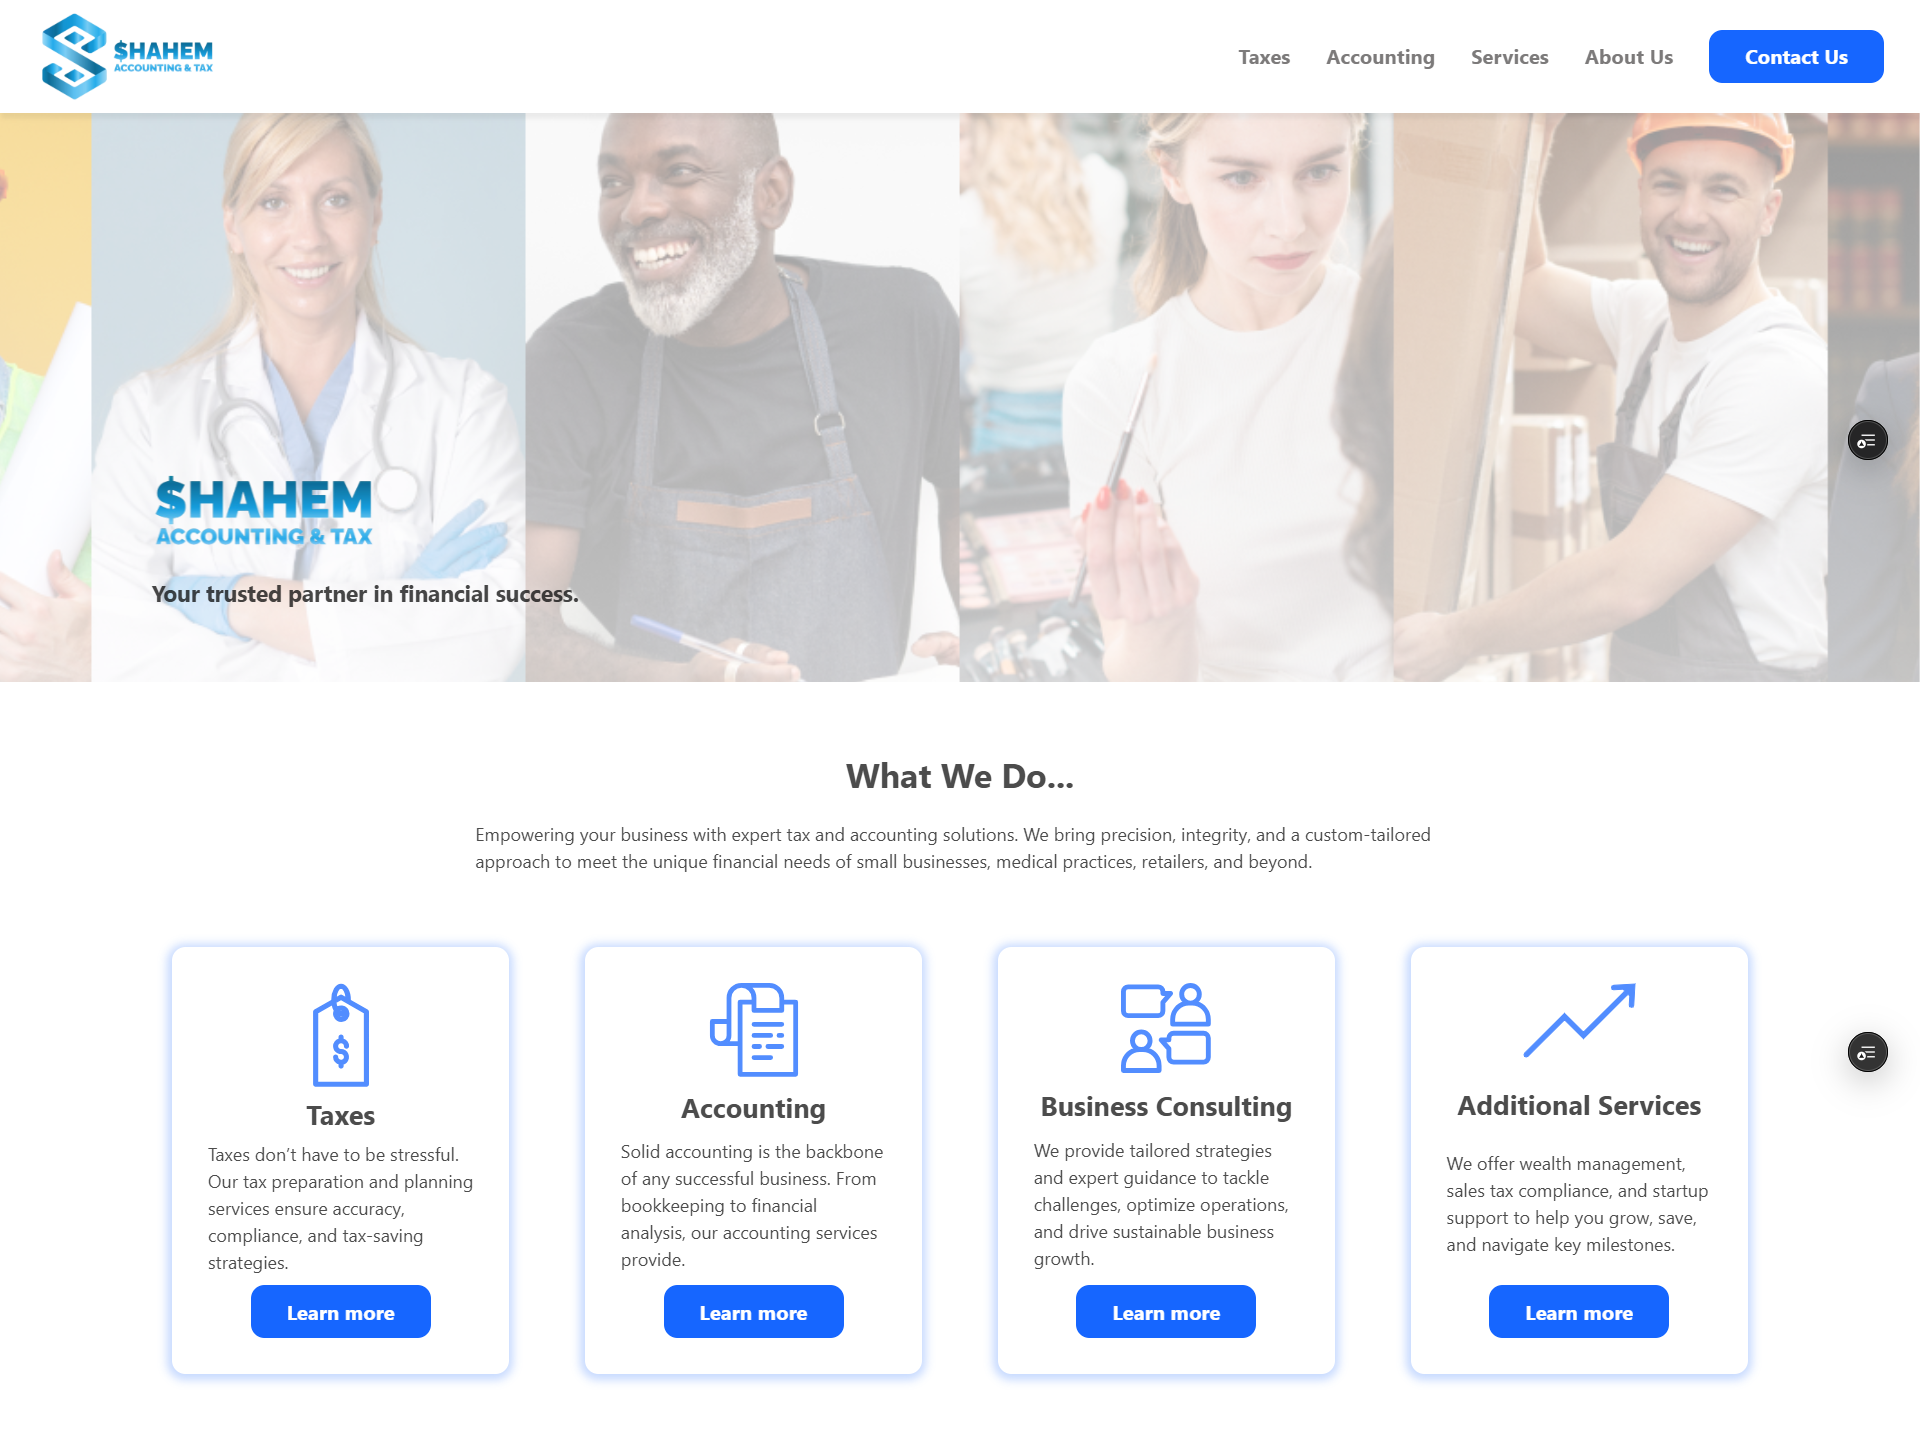 $HAHEM
ACCOUNTING & TAX
Taxes
Accounting
Services
About Us
Contact Us
$HAHEM
ACCOUNTING & TAX
Your trusted partner in financial success.
What We Do...
Empowering your business with expert tax and accounting solutions. We bring precision, integrity, and a custom-tailored
approach to meet the unique financial needs of small businesses, medical practices, retailers, and beyond.
$
Taxes
Taxes don’t have to be stressful.
Our tax preparation and planning
services ensure accuracy,
compliance, and tax-saving
strategies.
Learn more
Accounting
Solid accounting is the backbone
of any successful business. From
bookkeeping to financial
analysis, our accounting services
provide.
Learn more
Business Consulting
We provide tailored strategies
and expert guidance to tackle
challenges, optimize operations,
and drive sustainable business
growth.
Learn more
Additional Services
We offer wealth management,
sales tax compliance, and startup
support to help you grow, save,
and navigate key milestones.
Learn more